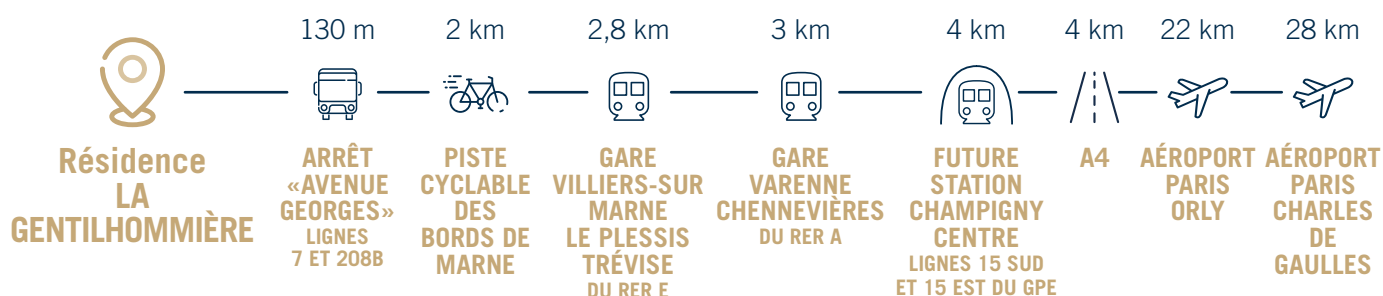 130 m
2 km
2,8 km
3 km
4 km
4 km
22 km
28 km
Résidence
LA
GENTILHOMMIÈRE
ARRÊT
«AVENUE
GEORGES»
LIGNES
7 ET 208B
PISTE
CYCLABLE
DES
BORDS DE
MARNE
GARE
VILLIERS-SUR
MARNE
LE PLESSIS
TRÉVISE
DU RER E
GARE
VARENNE
CHENNEVIÈRES
DU RER A
FUTURE
STATION
CHAMPIGNY
CENTRE
LIGNES 15 SUD
ET 15 EST DU GPE
A4
AÉROPORT
PARIS
ORLY
AÉROPORT
PARIS
CHARLES
DE
GAULLES